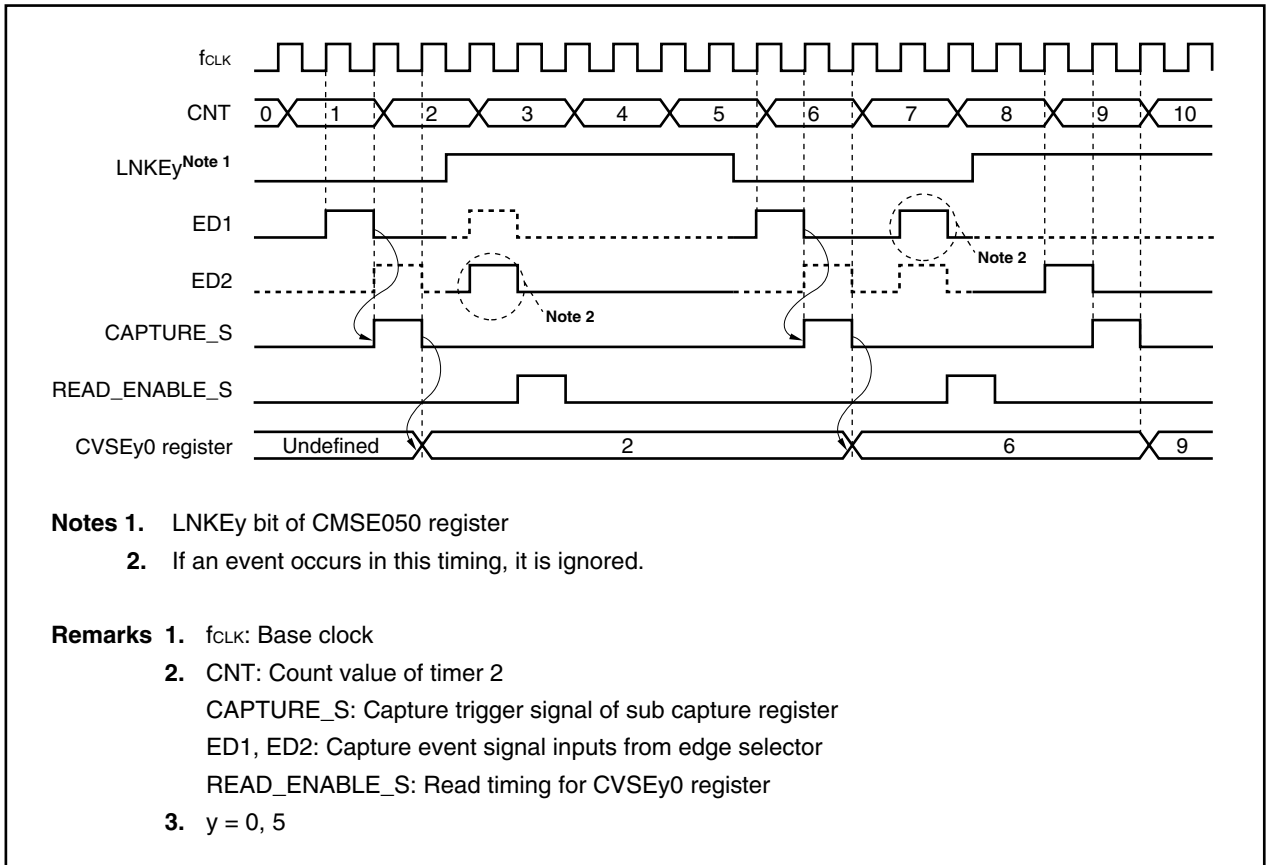 fCLK
CNT 0 1 2 3 4 5 6 7 8 9 10
LNKEyNote 1
ED1
Note 2
ED2
Note 2
CAPTURE_S
READ_ENABLE_S
CVSEy0 register Undefined 2 6 9
Notes 1. LNKEy bit of CMSE050 register
2. If an event occurs in this timing, it is ignored.
Remarks 1. fCLK: Base clock
2. CNT: Count value of timer 2
CAPTURE_S: Capture trigger signal of sub capture register
ED1, ED2: Capture event signal inputs from edge selector
READ_ENABLE_S: Read timing for CVSEy0 register
3. y = 0, 5